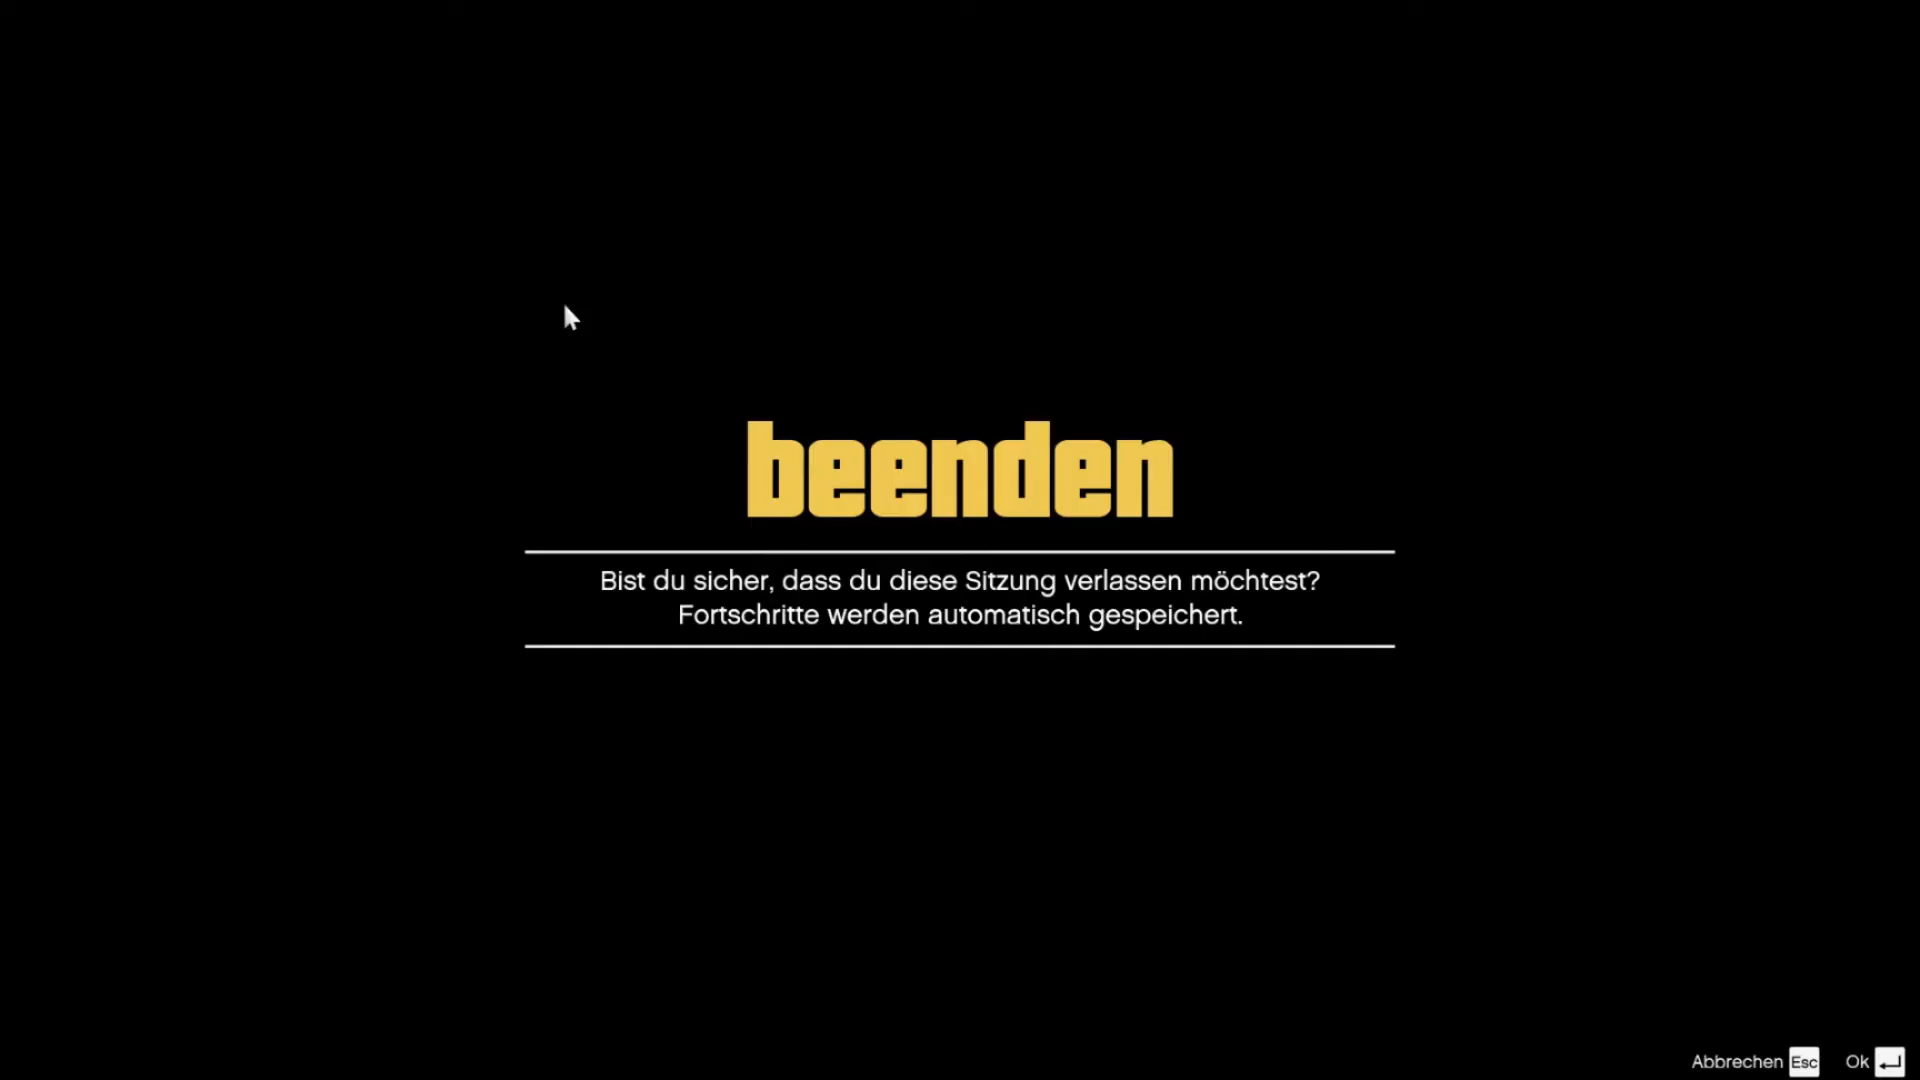 beenden
Bist du sicher, dass du diese Sitzung verlassen möchtest?
Fortschritte werden automatisch gespeichert.
Abbrechen Esc Ok